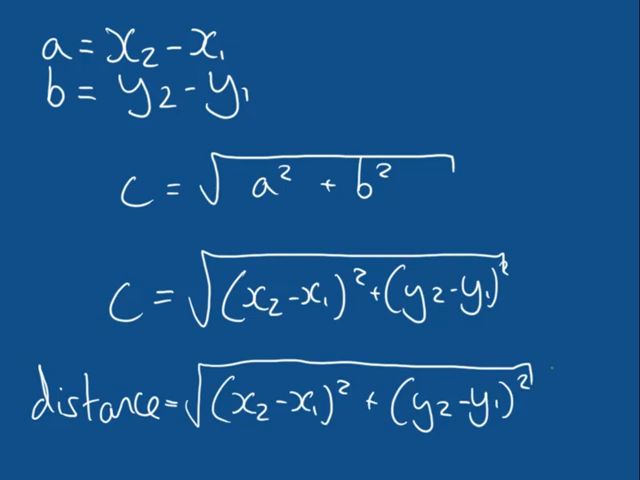 a = x₂ - x₁
b = y₂ - y₁
c = √(a² + b²)
c = √((x₂ - x₁)² + (y₂ - y₁)²)
distance = √((x₂ - x₁)² + (y₂ - y₁)²)